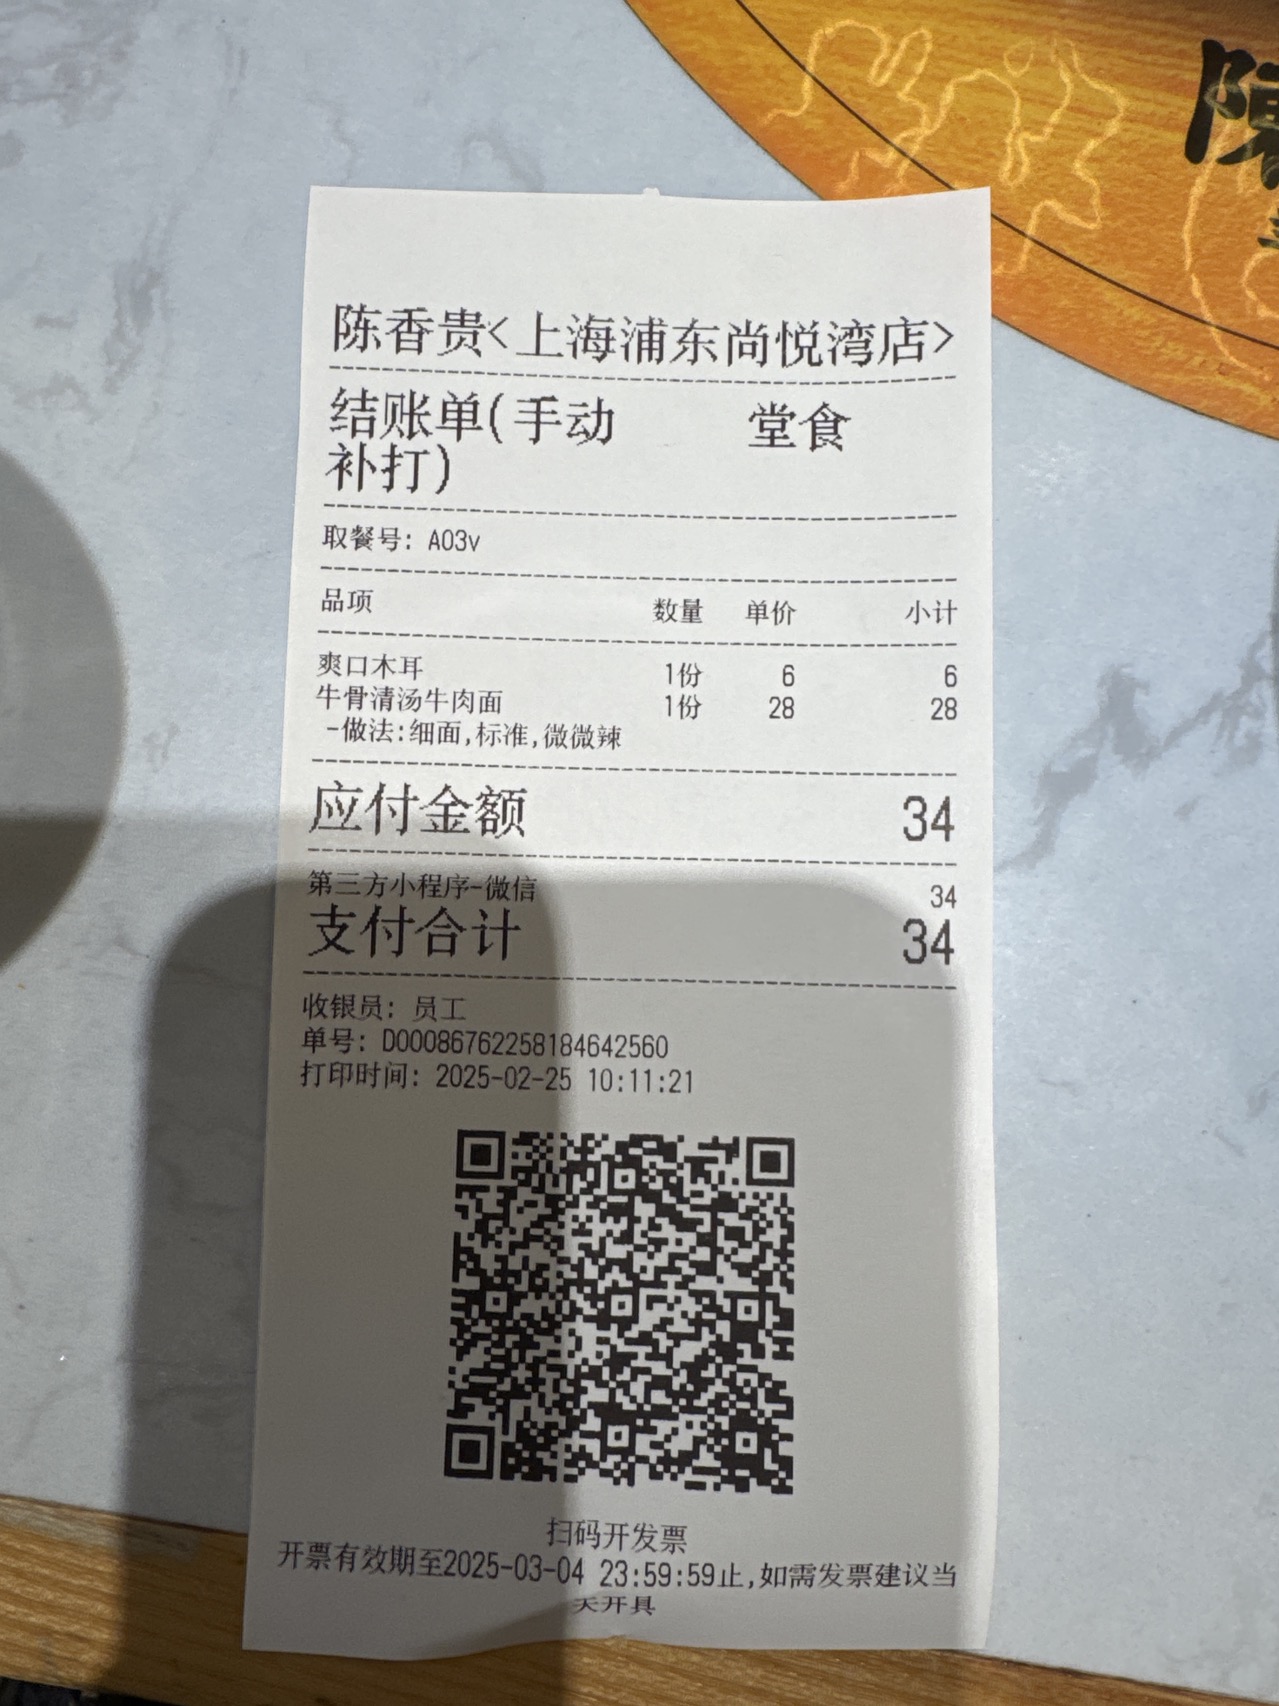 陳
陈香贵<上海浦东尚悦湾店>
结账单(手动 堂食
补打)
取餐号: A03v
品项 数量 单价 小计
爽口木耳 1份 6 6
牛骨清汤牛肉面 1份 28 28
-做法:细面,标准,微微辣
应付金额 34
第三方小程序-微信 34
支付合计 34
收银员: 员工
单号: D000867622581846425​60
打印时间: 2025-02-25 10:11:21
扫码开发票
开票有效期至2025-03-04 23:59:59止,如需发票建议当
天开具